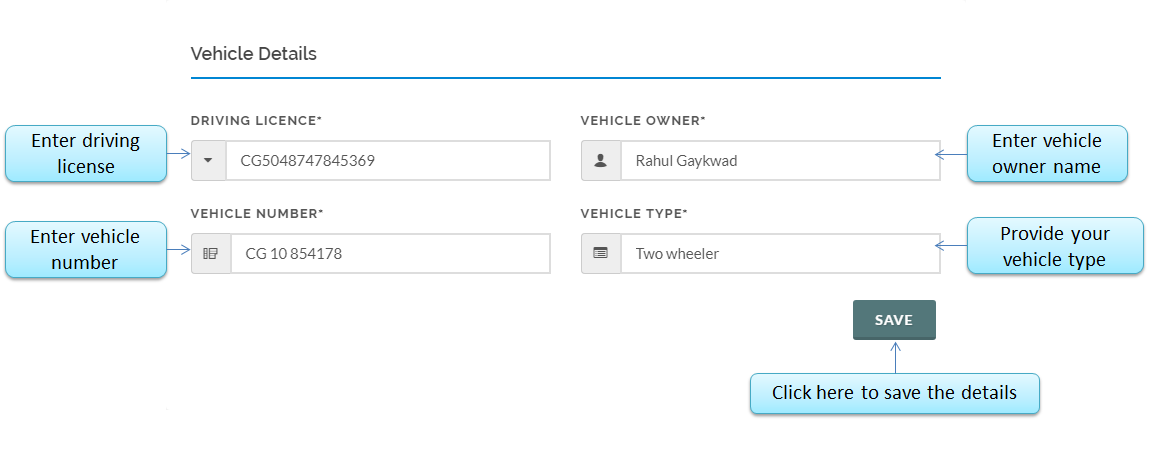 Vehicle Details
DRIVING LICENCE*
VEHICLE OWNER*
Enter driving
license
CG5048747845369
Rahul Gaykwad
Enter vehicle
owner name
VEHICLE NUMBER*
VEHICLE TYPE*
Enter vehicle
number
CG 10 854178
Two wheeler
Provide your
vehicle type
SAVE
Click here to save the details